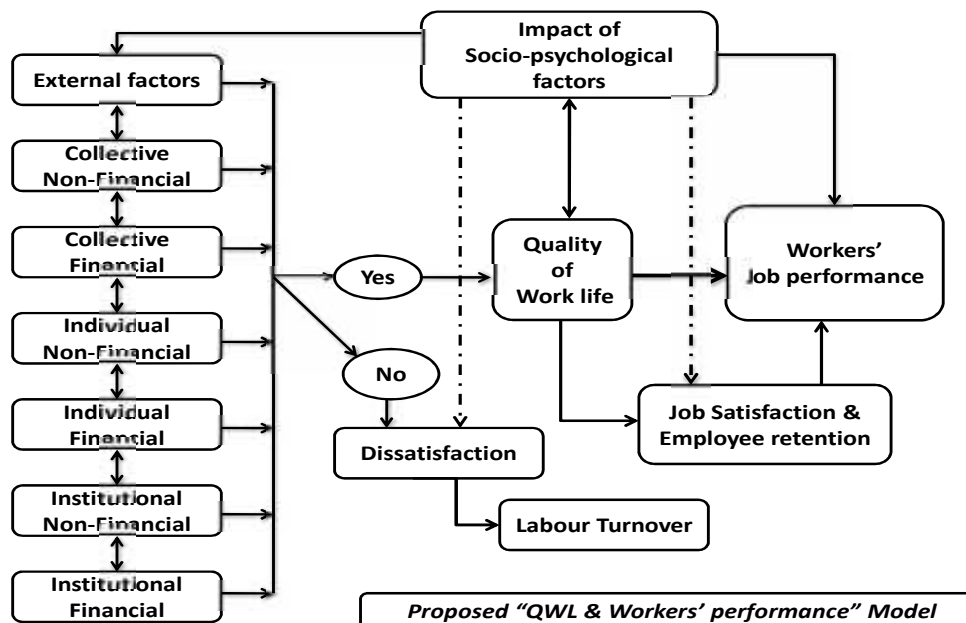 Impact of
Socio-psychological
factors
External factors
Collective
Non-Financial
Collective
Financial
Individual
Non-Financial
Individual
Financial
Institutional
Non-Financial
Institutional
Financial
Yes
No
Quality
of
Work life
Workers’
Job performance
Dissatisfaction
Job Satisfaction &
Employee retention
Labour Turnover
Proposed “QWL & Workers’ performance” Model